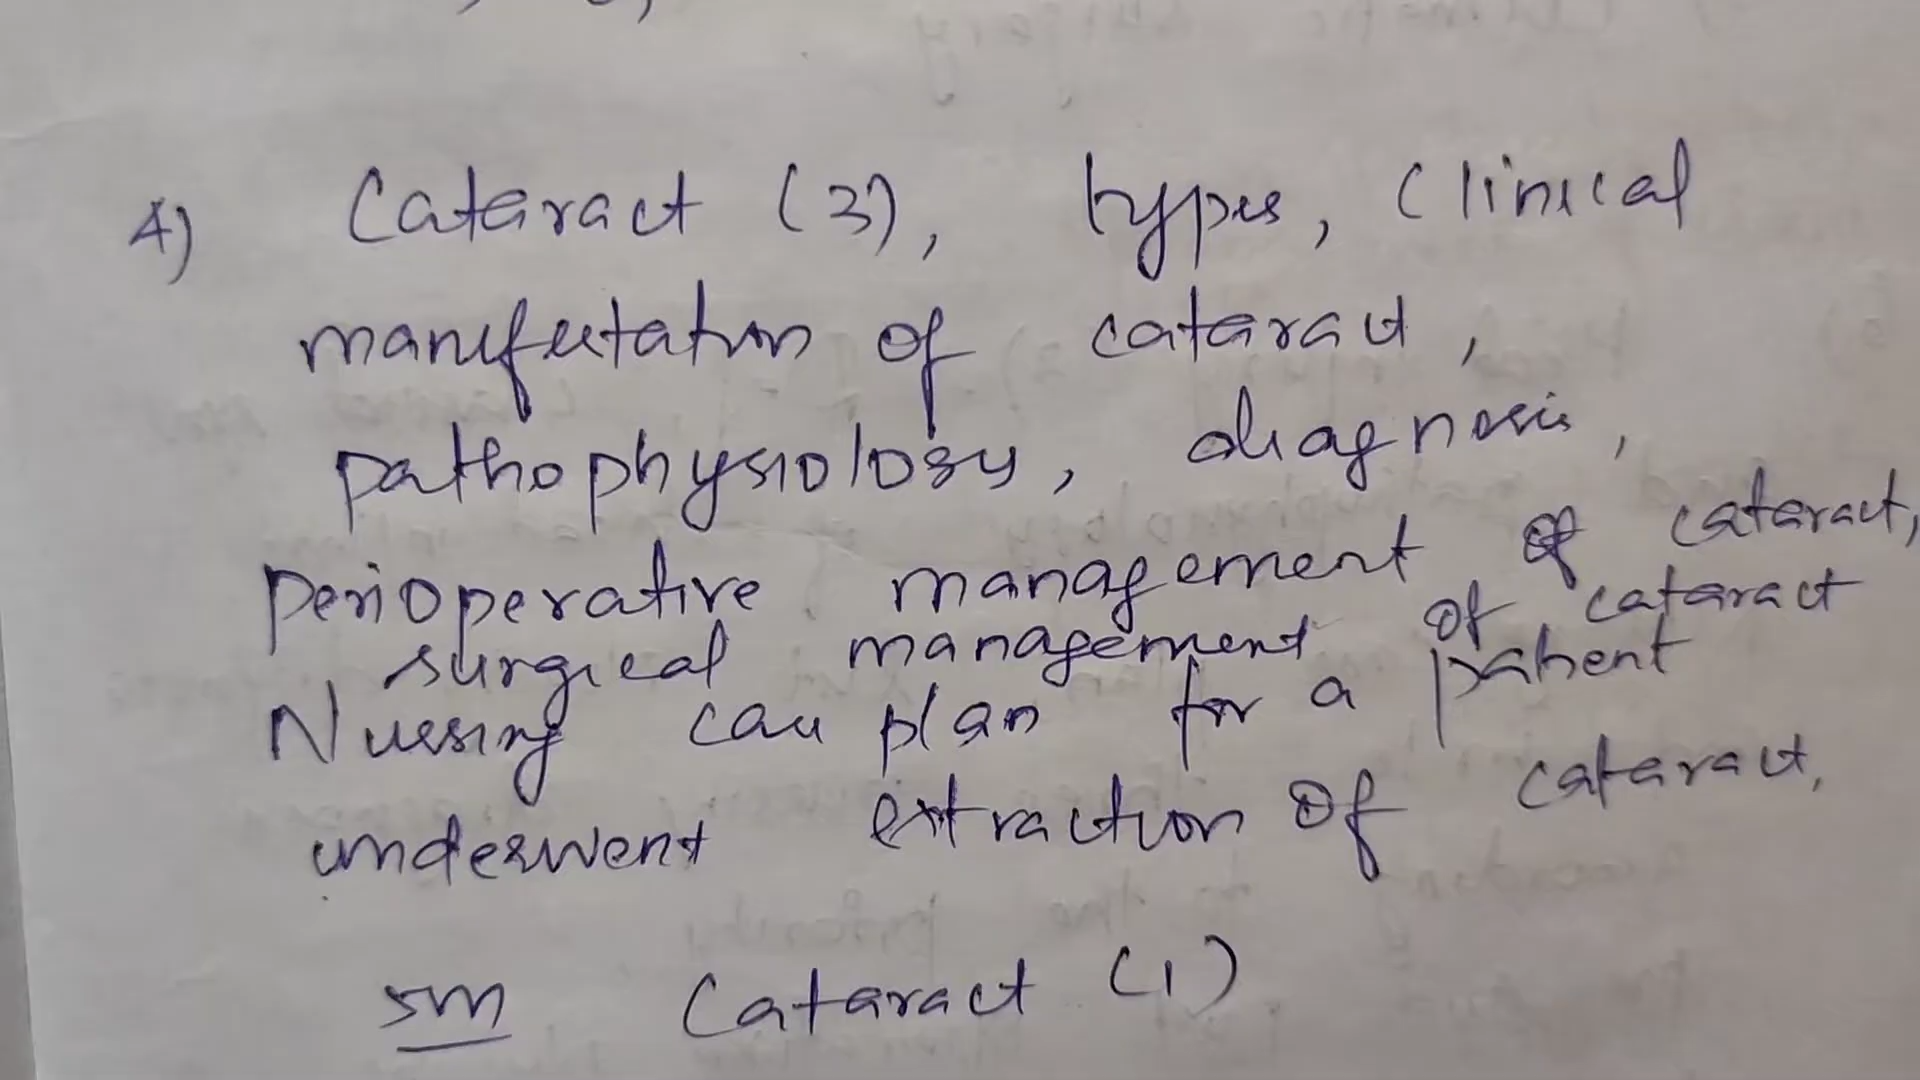 4) Cataract (3), types, clinical
manifestation of cataract,
pathophysiology, diagnosis,
perioperative management of cataract,
surgical management of cataract
Nursing care plan for a patient
underwent extraction of cataract,
5m Cataract (1)